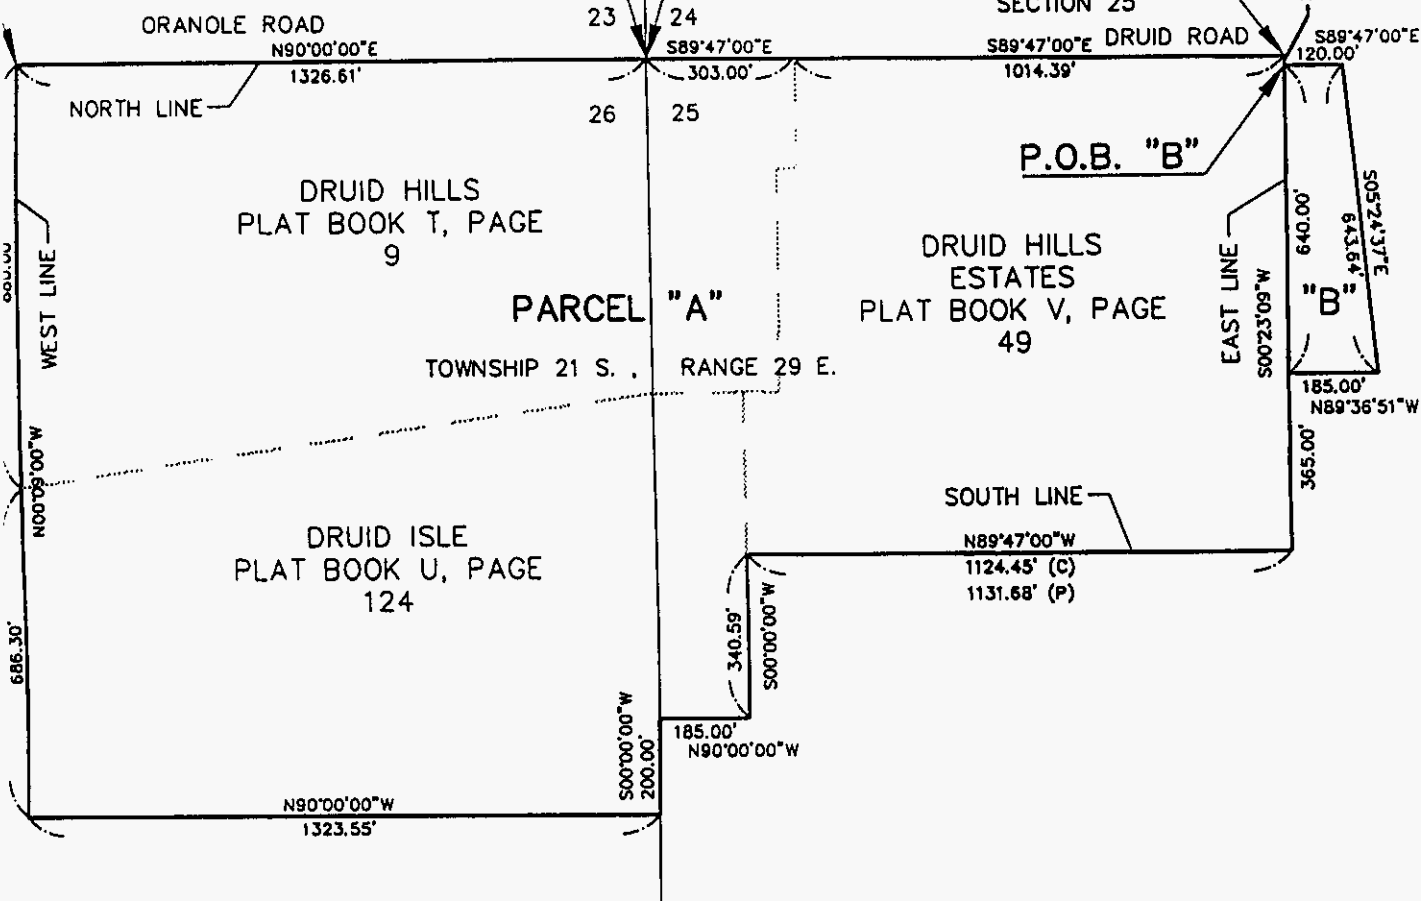 23
24
SECTION 25
ORANOLE ROAD
N90°00'00"E
1326.61'
S89°47'00"E
303.00'
S89°47'00"E
DRUID ROAD
1014.39'
S89°47'00"E
120.00'
NORTH LINE
26
25
P.O.B. "B"
DRUID HILLS
PLAT BOOK T, PAGE
9
WEST LINE
DRUID HILLS
ESTATES
PLAT BOOK V, PAGE
49
EAST LINE
S00°23'09"W
640.00'
S05°24'37"E
643.64'
"B"
PARCEL "A"
TOWNSHIP 21 S. , RANGE 29 E.
185.00'
N89°36'51"W
365.00'
N00°09'00"W
SOUTH LINE
N89°47'00"W
1124.45' (C)
1131.68' (P)
DRUID ISLE
PLAT BOOK U, PAGE
124
686.30'
340.59'
S00°00'00"W
S00°00'00"W
200.00'
185.00'
N90°00'00"W
N90°00'00"W
1323.55'